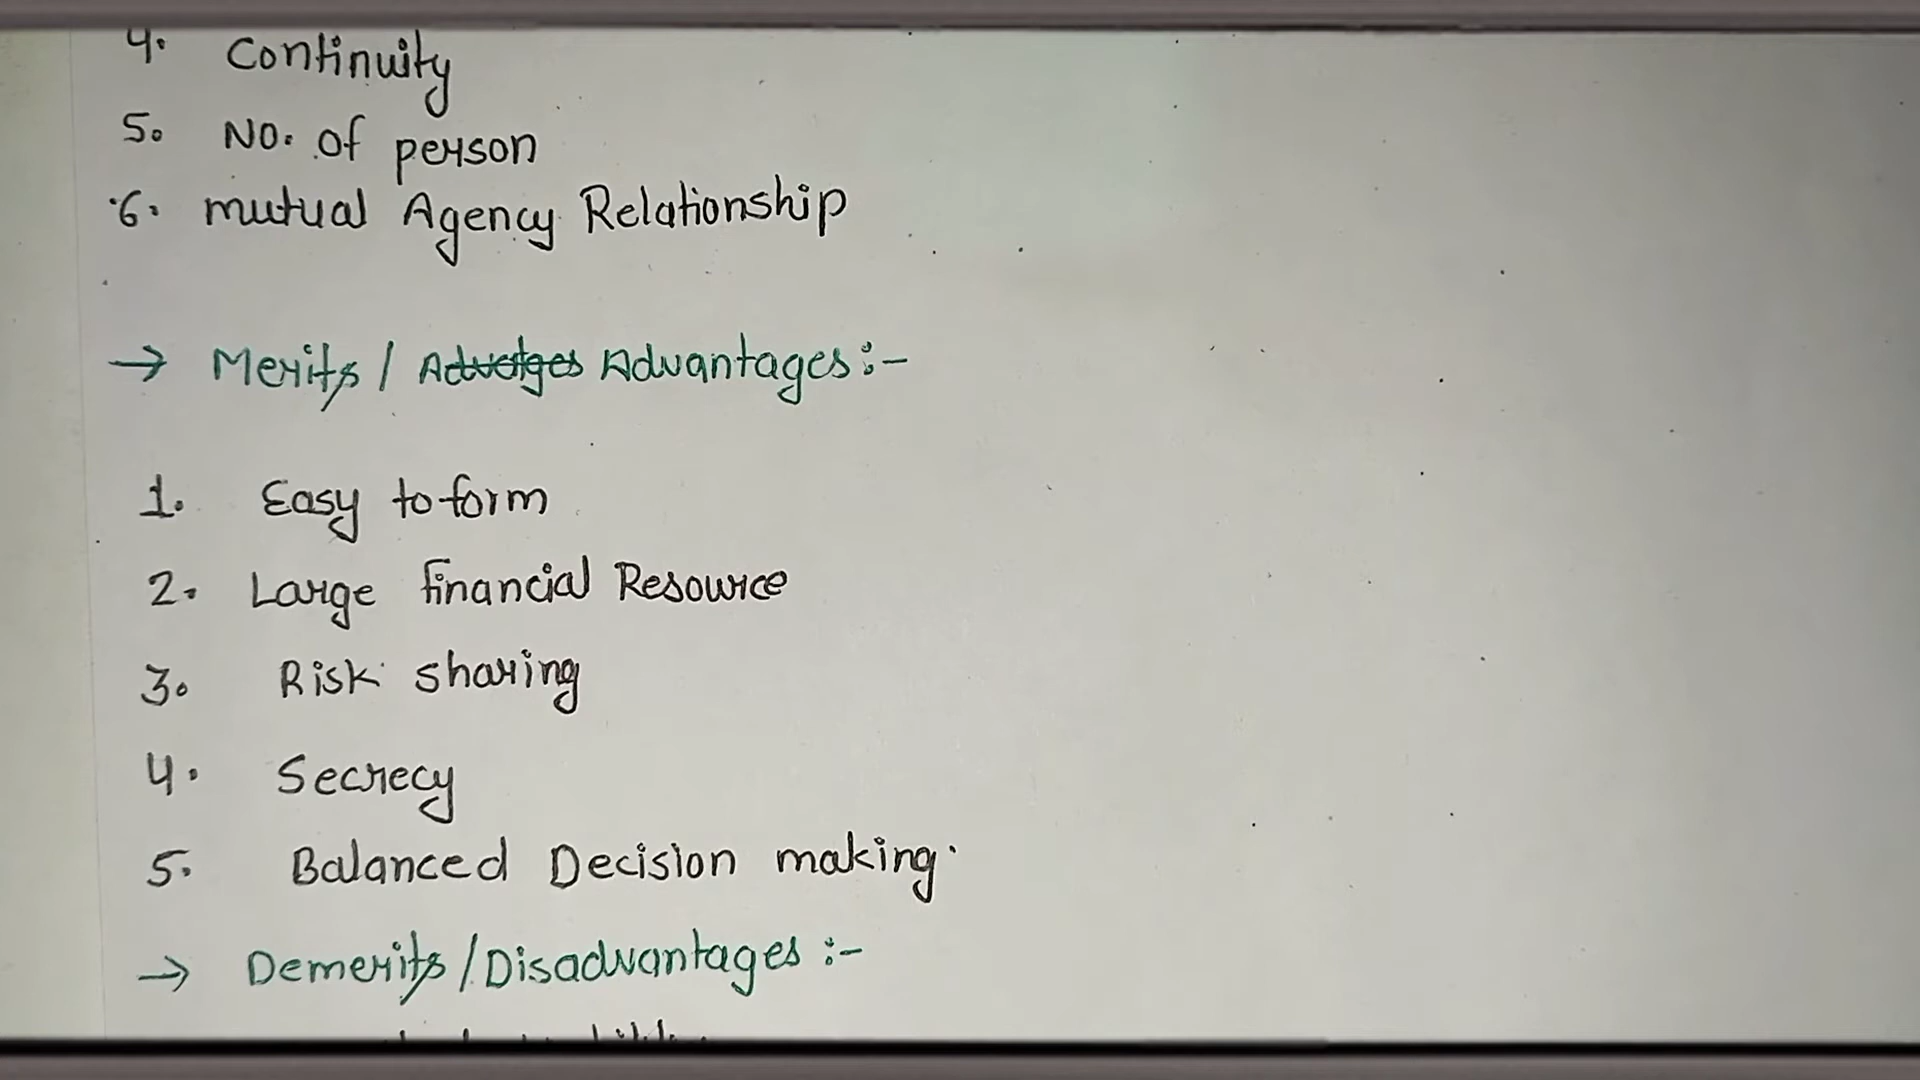 4. Continuity
5. No. of person
6. mutual Agency Relationship
→ Merits / Advantages :-
1. Easy to form
2. Large financial Resource
3. Risk sharing
4. Secrecy
5. Balanced Decision making.
→ Demerits / Disadvantages :-